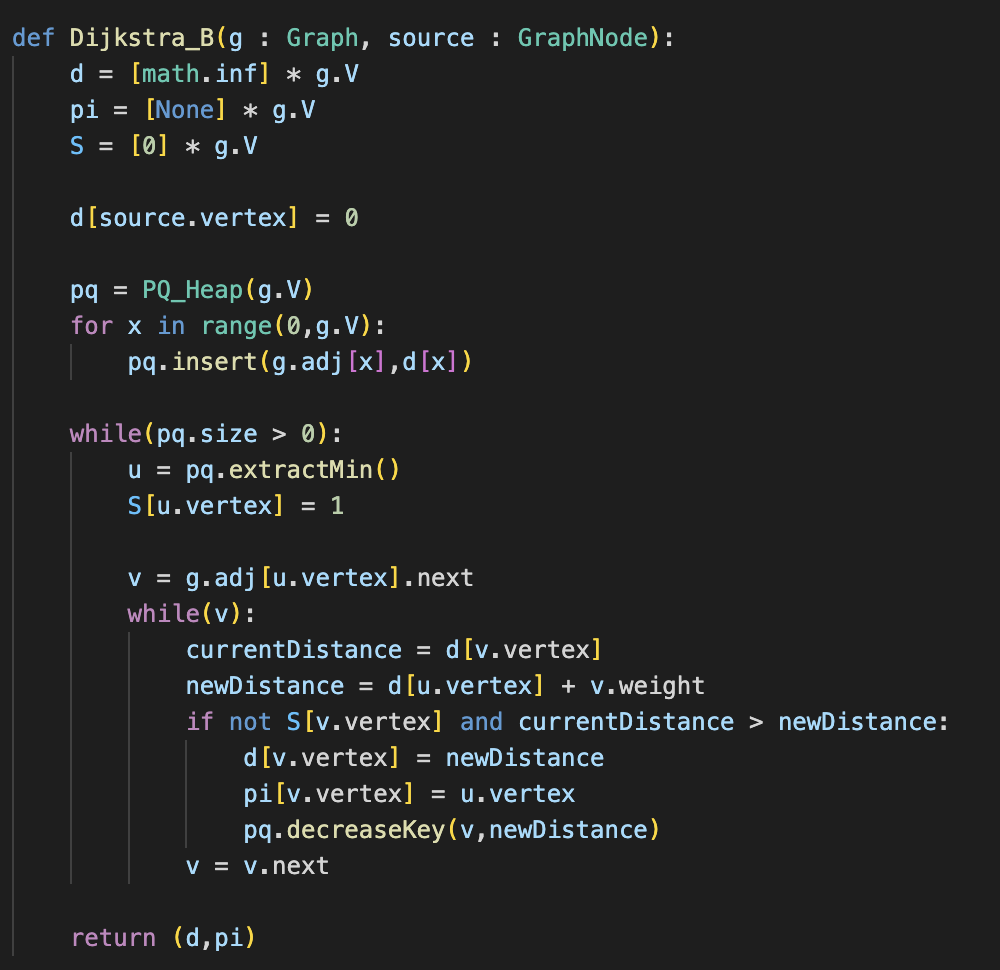 def Dijkstra_B(g : Graph, source : GraphNode):
    d = [math.inf] * g.V
    pi = [None] * g.V
    S = [0] * g.V

    d[source.vertex] = 0

    pq = PQ_Heap(g.V)
    for x in range(0,g.V):
        pq.insert(g.adj[x],d[x])

    while(pq.size > 0):
        u = pq.extractMin()
        S[u.vertex] = 1

        v = g.adj[u.vertex].next
        while(v):
            currentDistance = d[v.vertex]
            newDistance = d[u.vertex] + v.weight
            if not S[v.vertex] and currentDistance > newDistance:
                d[v.vertex] = newDistance
                pi[v.vertex] = u.vertex
                pq.decreaseKey(v,newDistance)
            v = v.next

    return (d,pi)